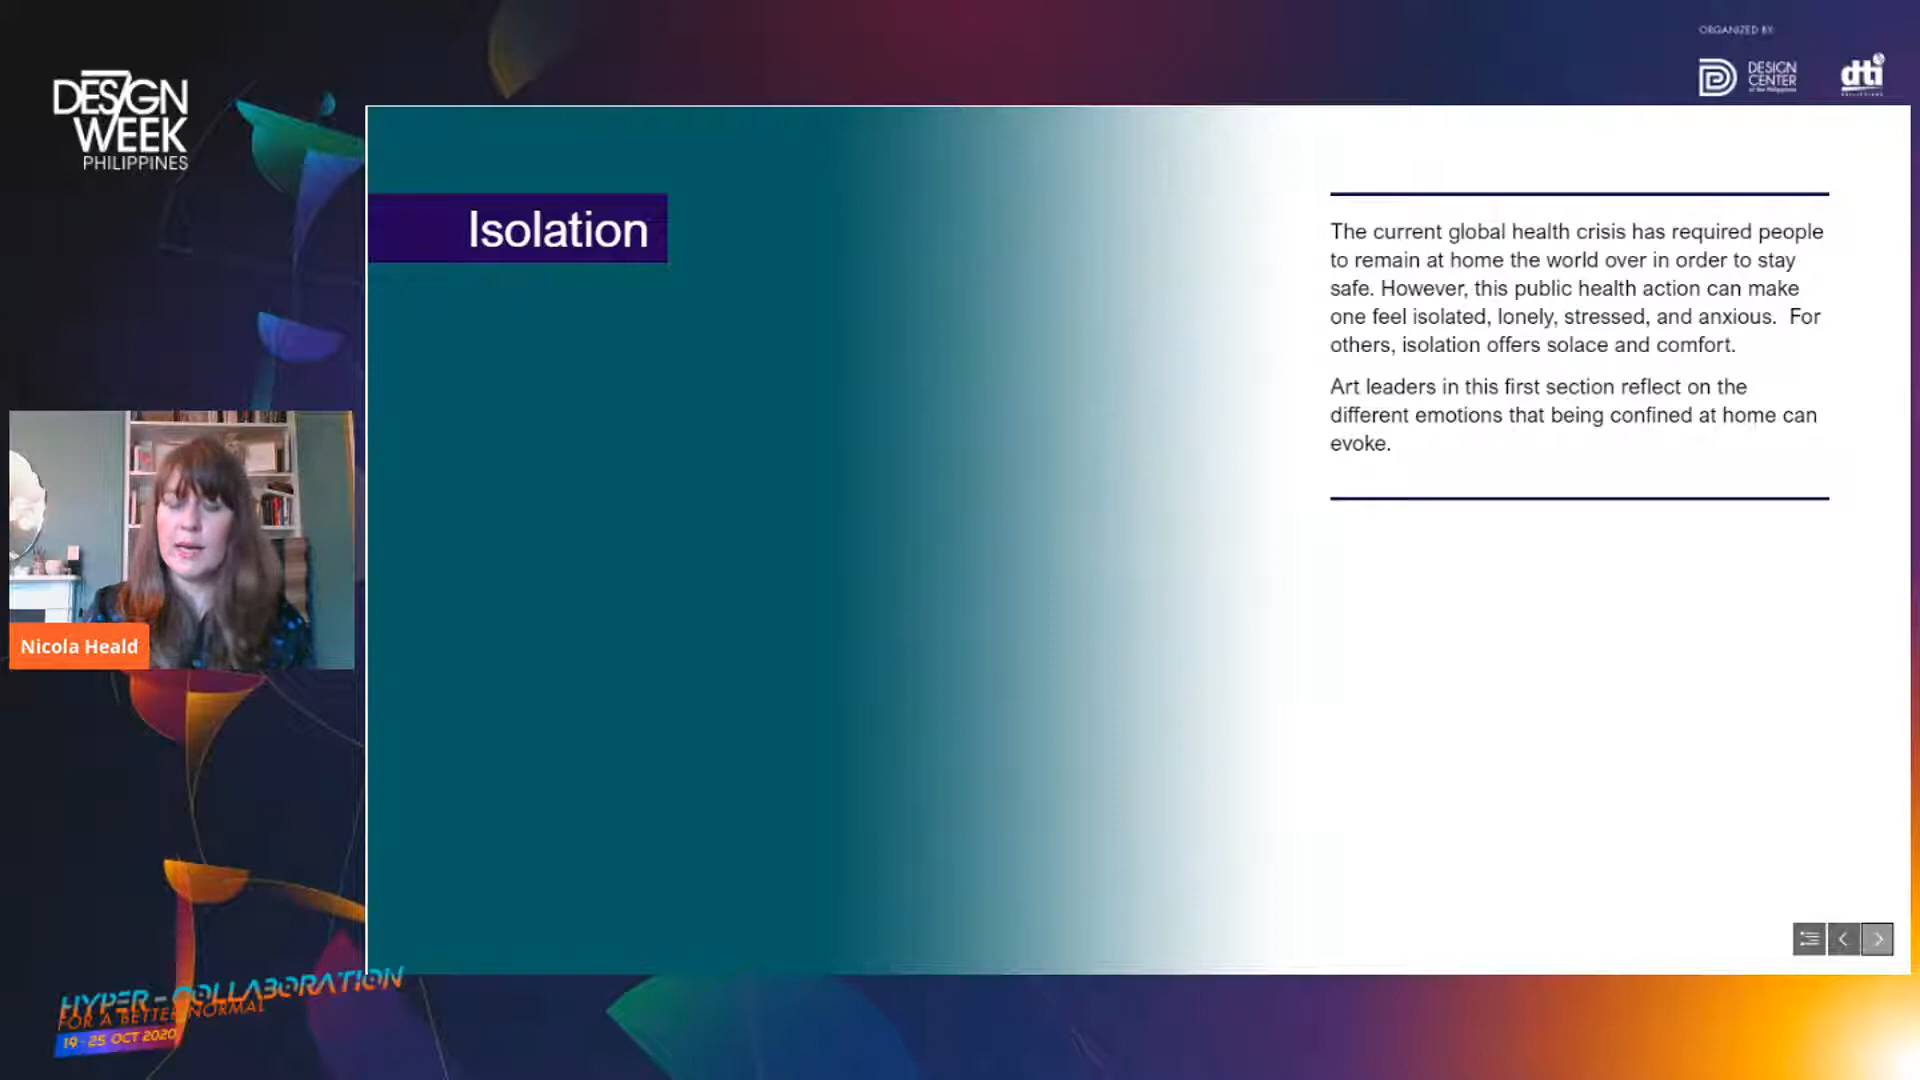 ORGANIZED BY:
DESIGN
WEEK
PHILIPPINES
DESIGN
CENTER
of the Philippines
dti
Isolation
The current global health crisis has required people
to remain at home the world over in order to stay
safe. However, this public health action can make
one feel isolated, lonely, stressed, and anxious.  For
others, isolation offers solace and comfort.
Art leaders in this first section reflect on the
different emotions that being confined at home can
evoke.
Nicola Heald
HYPER-COLLABORATION
FOR A BETTER NORMAL
19-25 OCT 2020